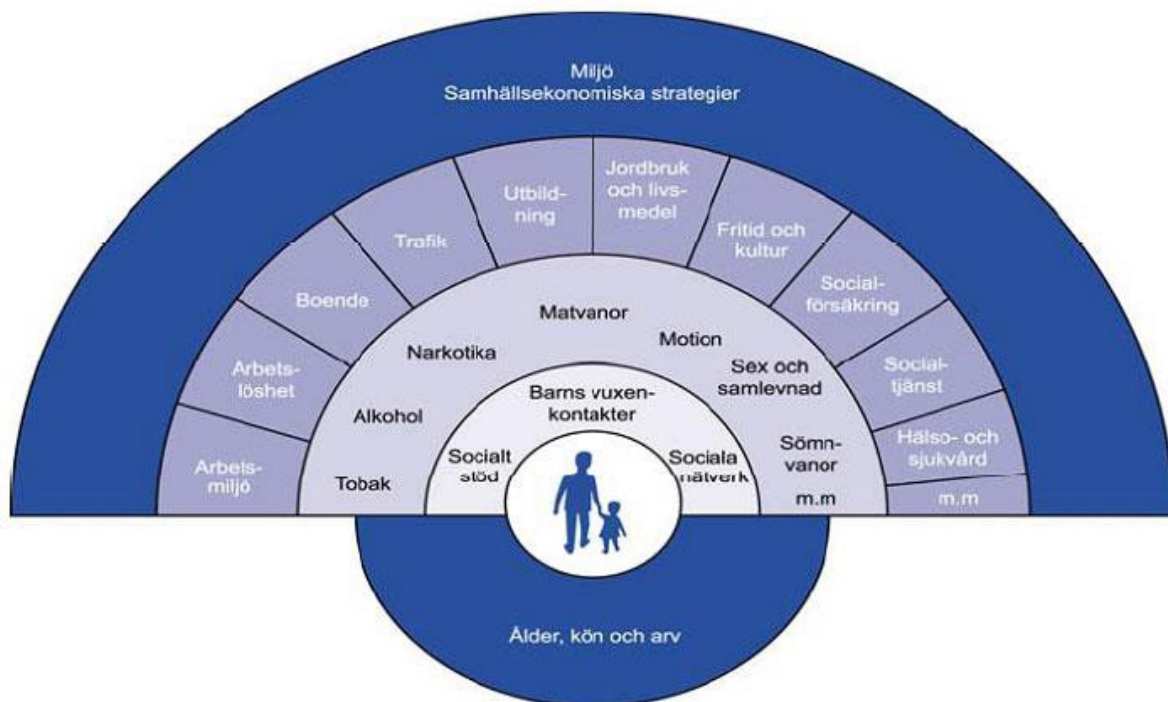 Miljö
Samhällsekonomiska strategier
Jordbruk
och livs-
medel
Utbild-
ning
Fritid och
kultur
Trafik
Social-
försäkring
Boende
Social-
tjänst
Arbets-
löshet
Hälso- och
sjukvård
Arbets-
miljö
m.m
Matvanor
Motion
Narkotika
Sex och
samlevnad
Alkohol
Sömn-
vanor
Tobak
m.m
Barns vuxen-
kontakter
Socialt
stöd
Sociala
nätverk
Ålder, kön och arv